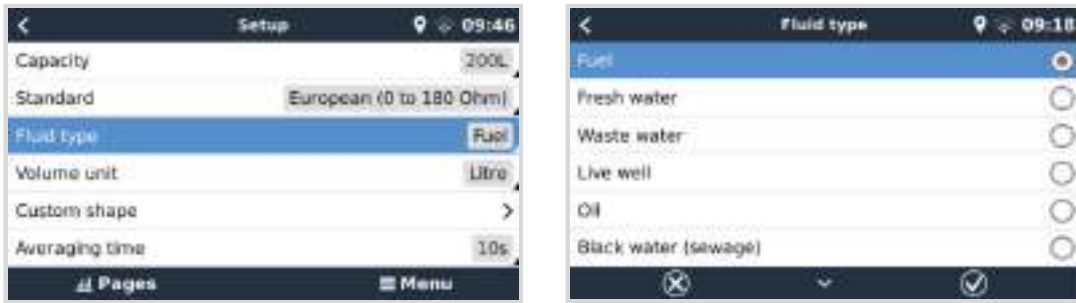 Setup 09:46
Capacity 200L
Standard European (0 to 180 Ohm)
Fluid type Fuel
Volume unit Litre
Custom shape
Averaging time 10s
Pages Menu
Fluid type 09:18
Fuel
Fresh water
Waste water
Live well
Oil
Black water (sewage)